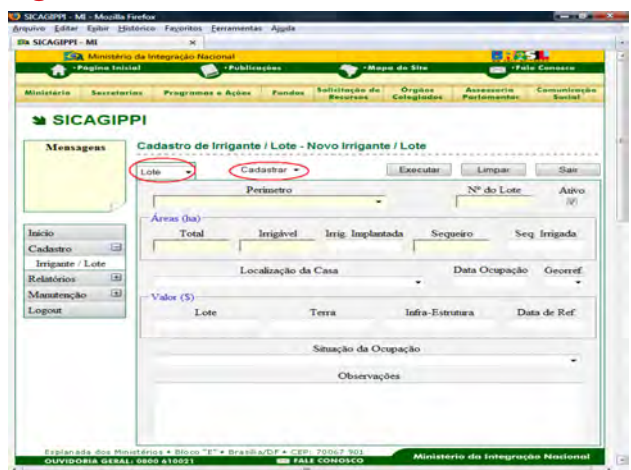 SICAGIPPI - MI - Mozilla Firefox
Arquivo Editar Exibir Histórico Favoritos Ferramentas Ajuda
SICAGIPPI - MI
Ministério da Integração Nacional
Página Inicial Publicações Mapa do Site Fale Conosco
Ministério Secretarias Programas e Ações Fundos Solicitação de Recursos Órgãos Colegiados Assessoria Parlamentar Comunicação Social
SICAGIPPI
Mensagens
Cadastro de Irrigante / Lote - Novo Irrigante / Lote
Lote Cadastrar Executar Limpar Sair
Perímetro Nº do Lote Ativo
Áreas (ha)
Total Irrigável Irrig. Implantada Sequeiro Seq. Irrigada
Início
Cadastro
Irrigante / Lote
Relatórios
Manutenção
Logout
Localização da Casa Data Ocupação Georref.
Valor ($)
Lote Terra Infra-Estrutura Data de Ref.
Situação da Ocupação
Observações
Esplanada dos Ministérios • Bloco "E" • Brasília/DF • CEP: 70067-901
OUVIDORIA GERAL: 0800 610021 FALE CONOSCO Ministério da Integração Nacional